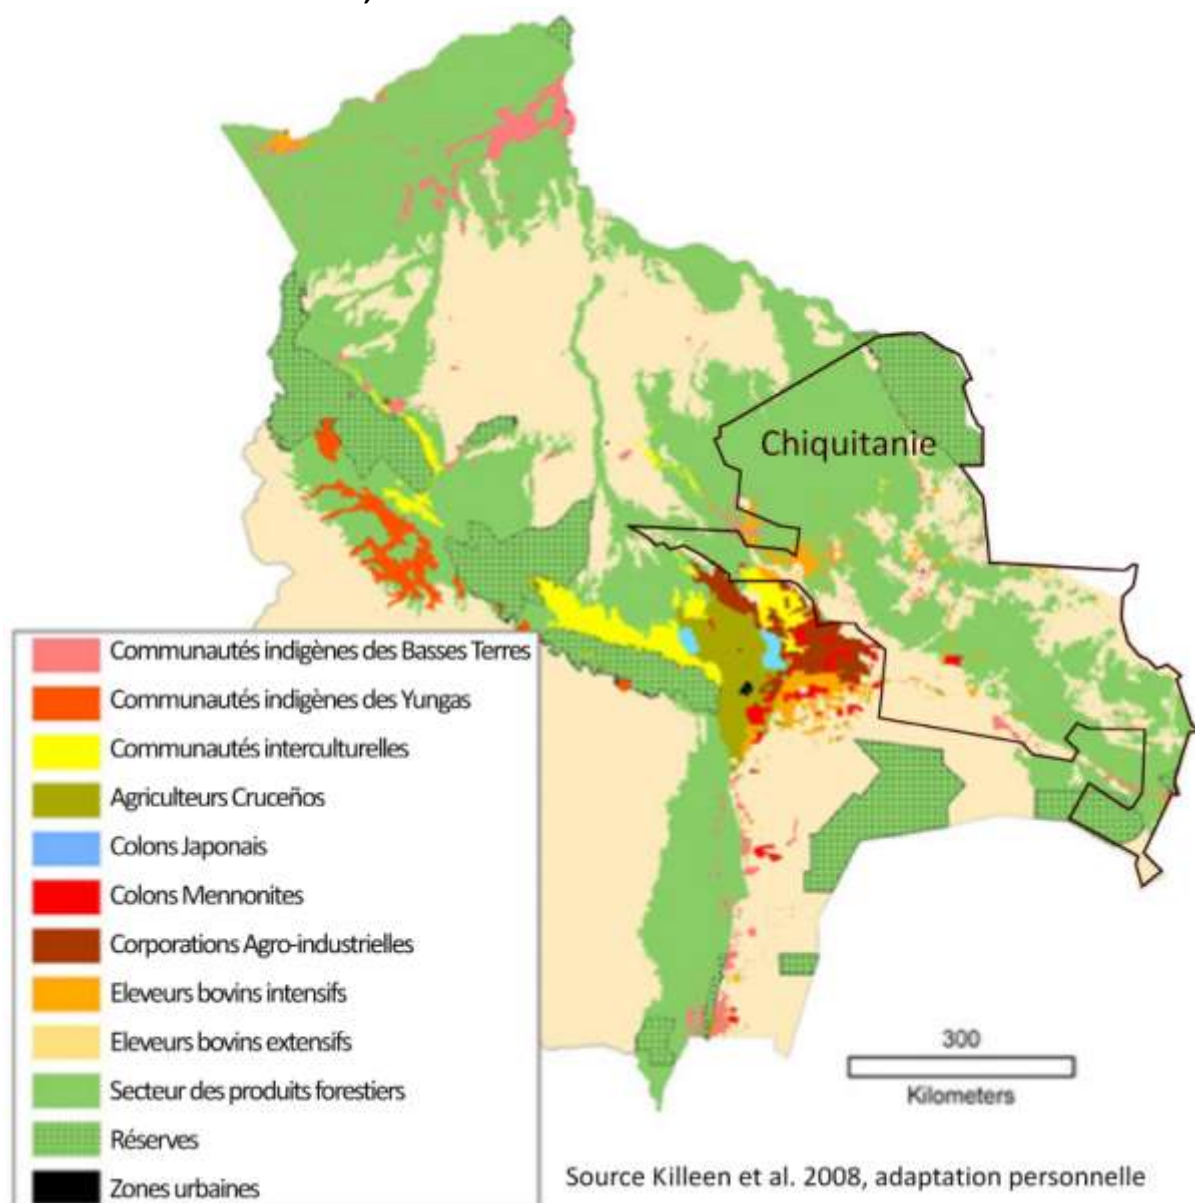 Chiquitanie
Communautés indigènes des Basses Terres
Communautés indigènes des Yungas
Communautés interculturelles
Agriculteurs Cruceños
Colons Japonais
Colons Mennonites
Corporations Agro-industrielles
Eleveurs bovins intensifs
Eleveurs bovins extensifs
Secteur des produits forestiers
Réserves
Zones urbaines
300
Kilometers
Source Killeen et al. 2008, adaptation personnelle